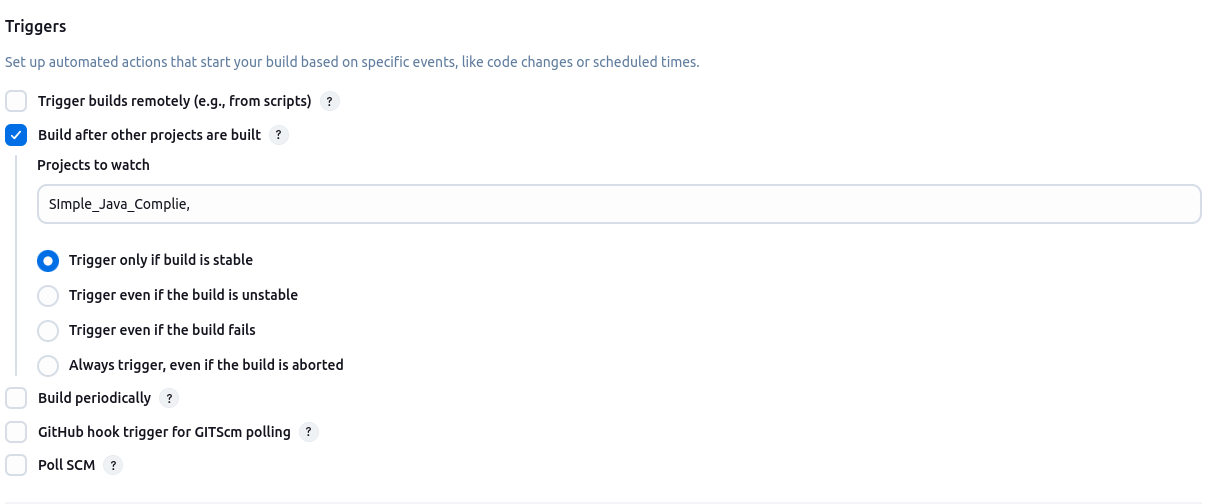 Triggers
Set up automated actions that start your build based on specific events, like code changes or scheduled times.
Trigger builds remotely (e.g., from scripts) ?
Build after other projects are built ?
Projects to watch
SImple_Java_Complie,
Trigger only if build is stable
Trigger even if the build is unstable
Trigger even if the build fails
Always trigger, even if the build is aborted
Build periodically ?
GitHub hook trigger for GITScm polling ?
Poll SCM ?